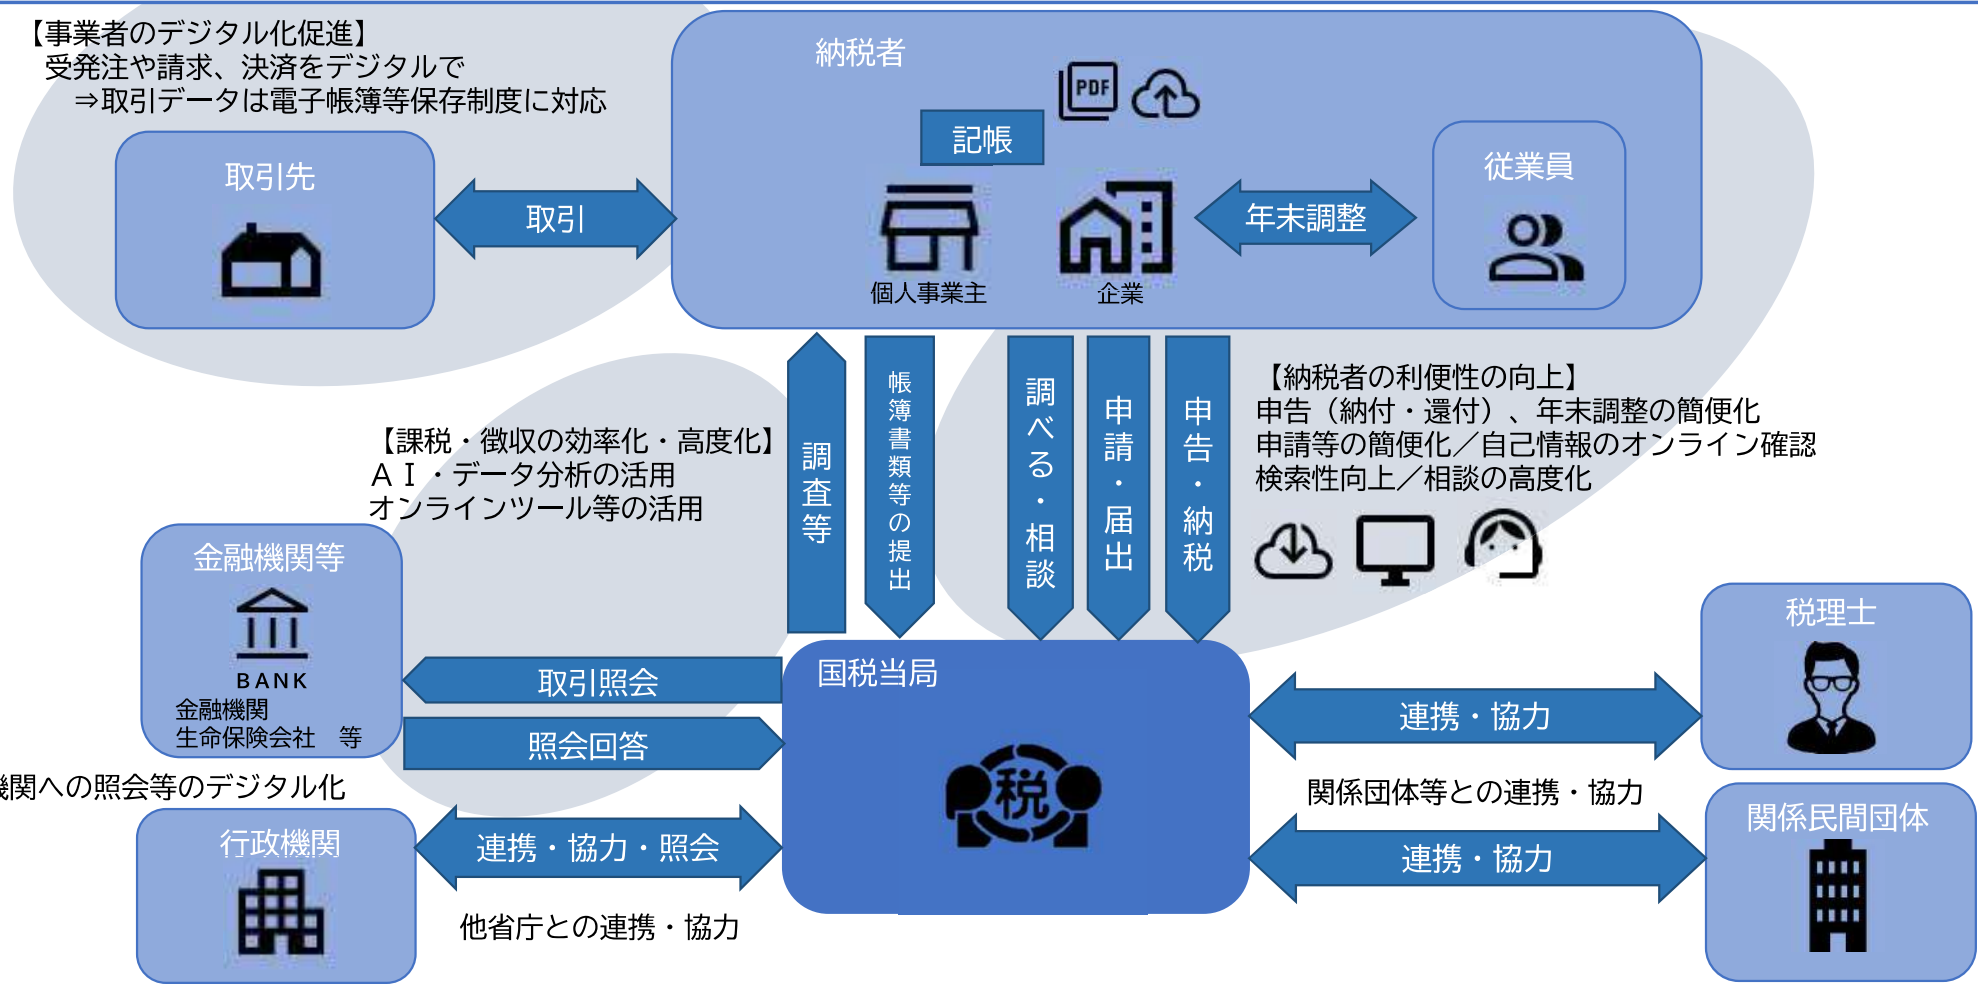 【事業者のデジタル化促進】
受発注や請求、決済をデジタルで
⇒取引データは電子帳簿等保存制度に対応
納税者
PDF
記帳
取引先
取引
個人事業主
企業
年末調整
従業員
調査等
帳簿書類等の提出
調べる・相談
申請・届出
申告・納税
【納税者の利便性の向上】
申告（納付・還付）、年末調整の簡便化
申請等の簡便化／自己情報のオンライン確認
検索性向上／相談の高度化
【課税・徴収の効率化・高度化】
ＡＩ・データ分析の活用
オンラインツール等の活用
金融機関等
BANK
金融機関
生命保険会社　等
取引照会
照会回答
機関への照会等のデジタル化
国税当局
税
税理士
連携・協力
関係団体等との連携・協力
関係民間団体
連携・協力
行政機関
連携・協力・照会
他省庁との連携・協力